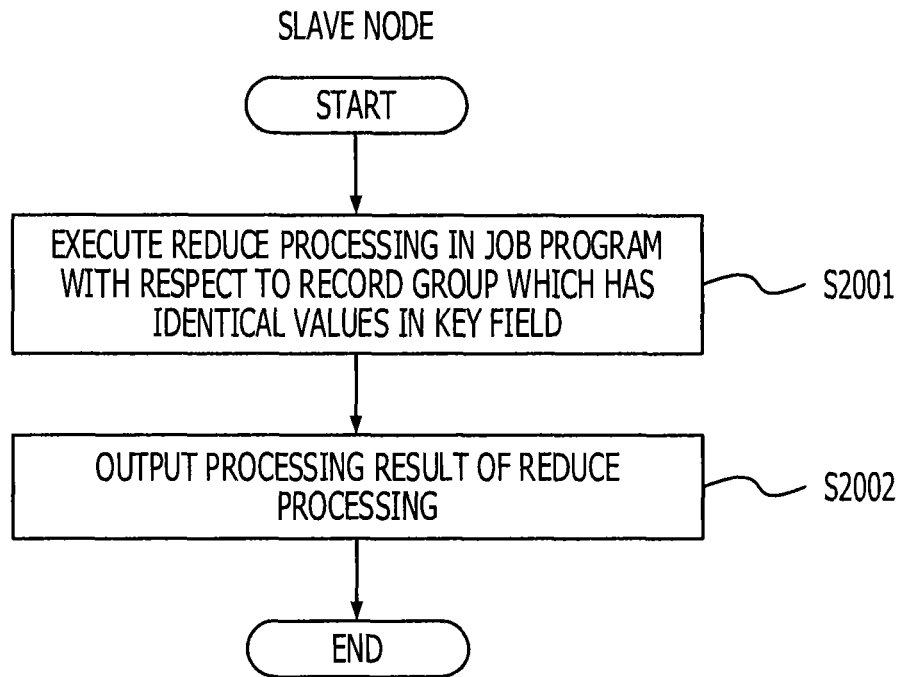 SLAVE NODE
START
EXECUTE REDUCE PROCESSING IN JOB PROGRAM
WITH RESPECT TO RECORD GROUP WHICH HAS
IDENTICAL VALUES IN KEY FIELD
S2001
OUTPUT PROCESSING RESULT OF REDUCE
PROCESSING
S2002
END